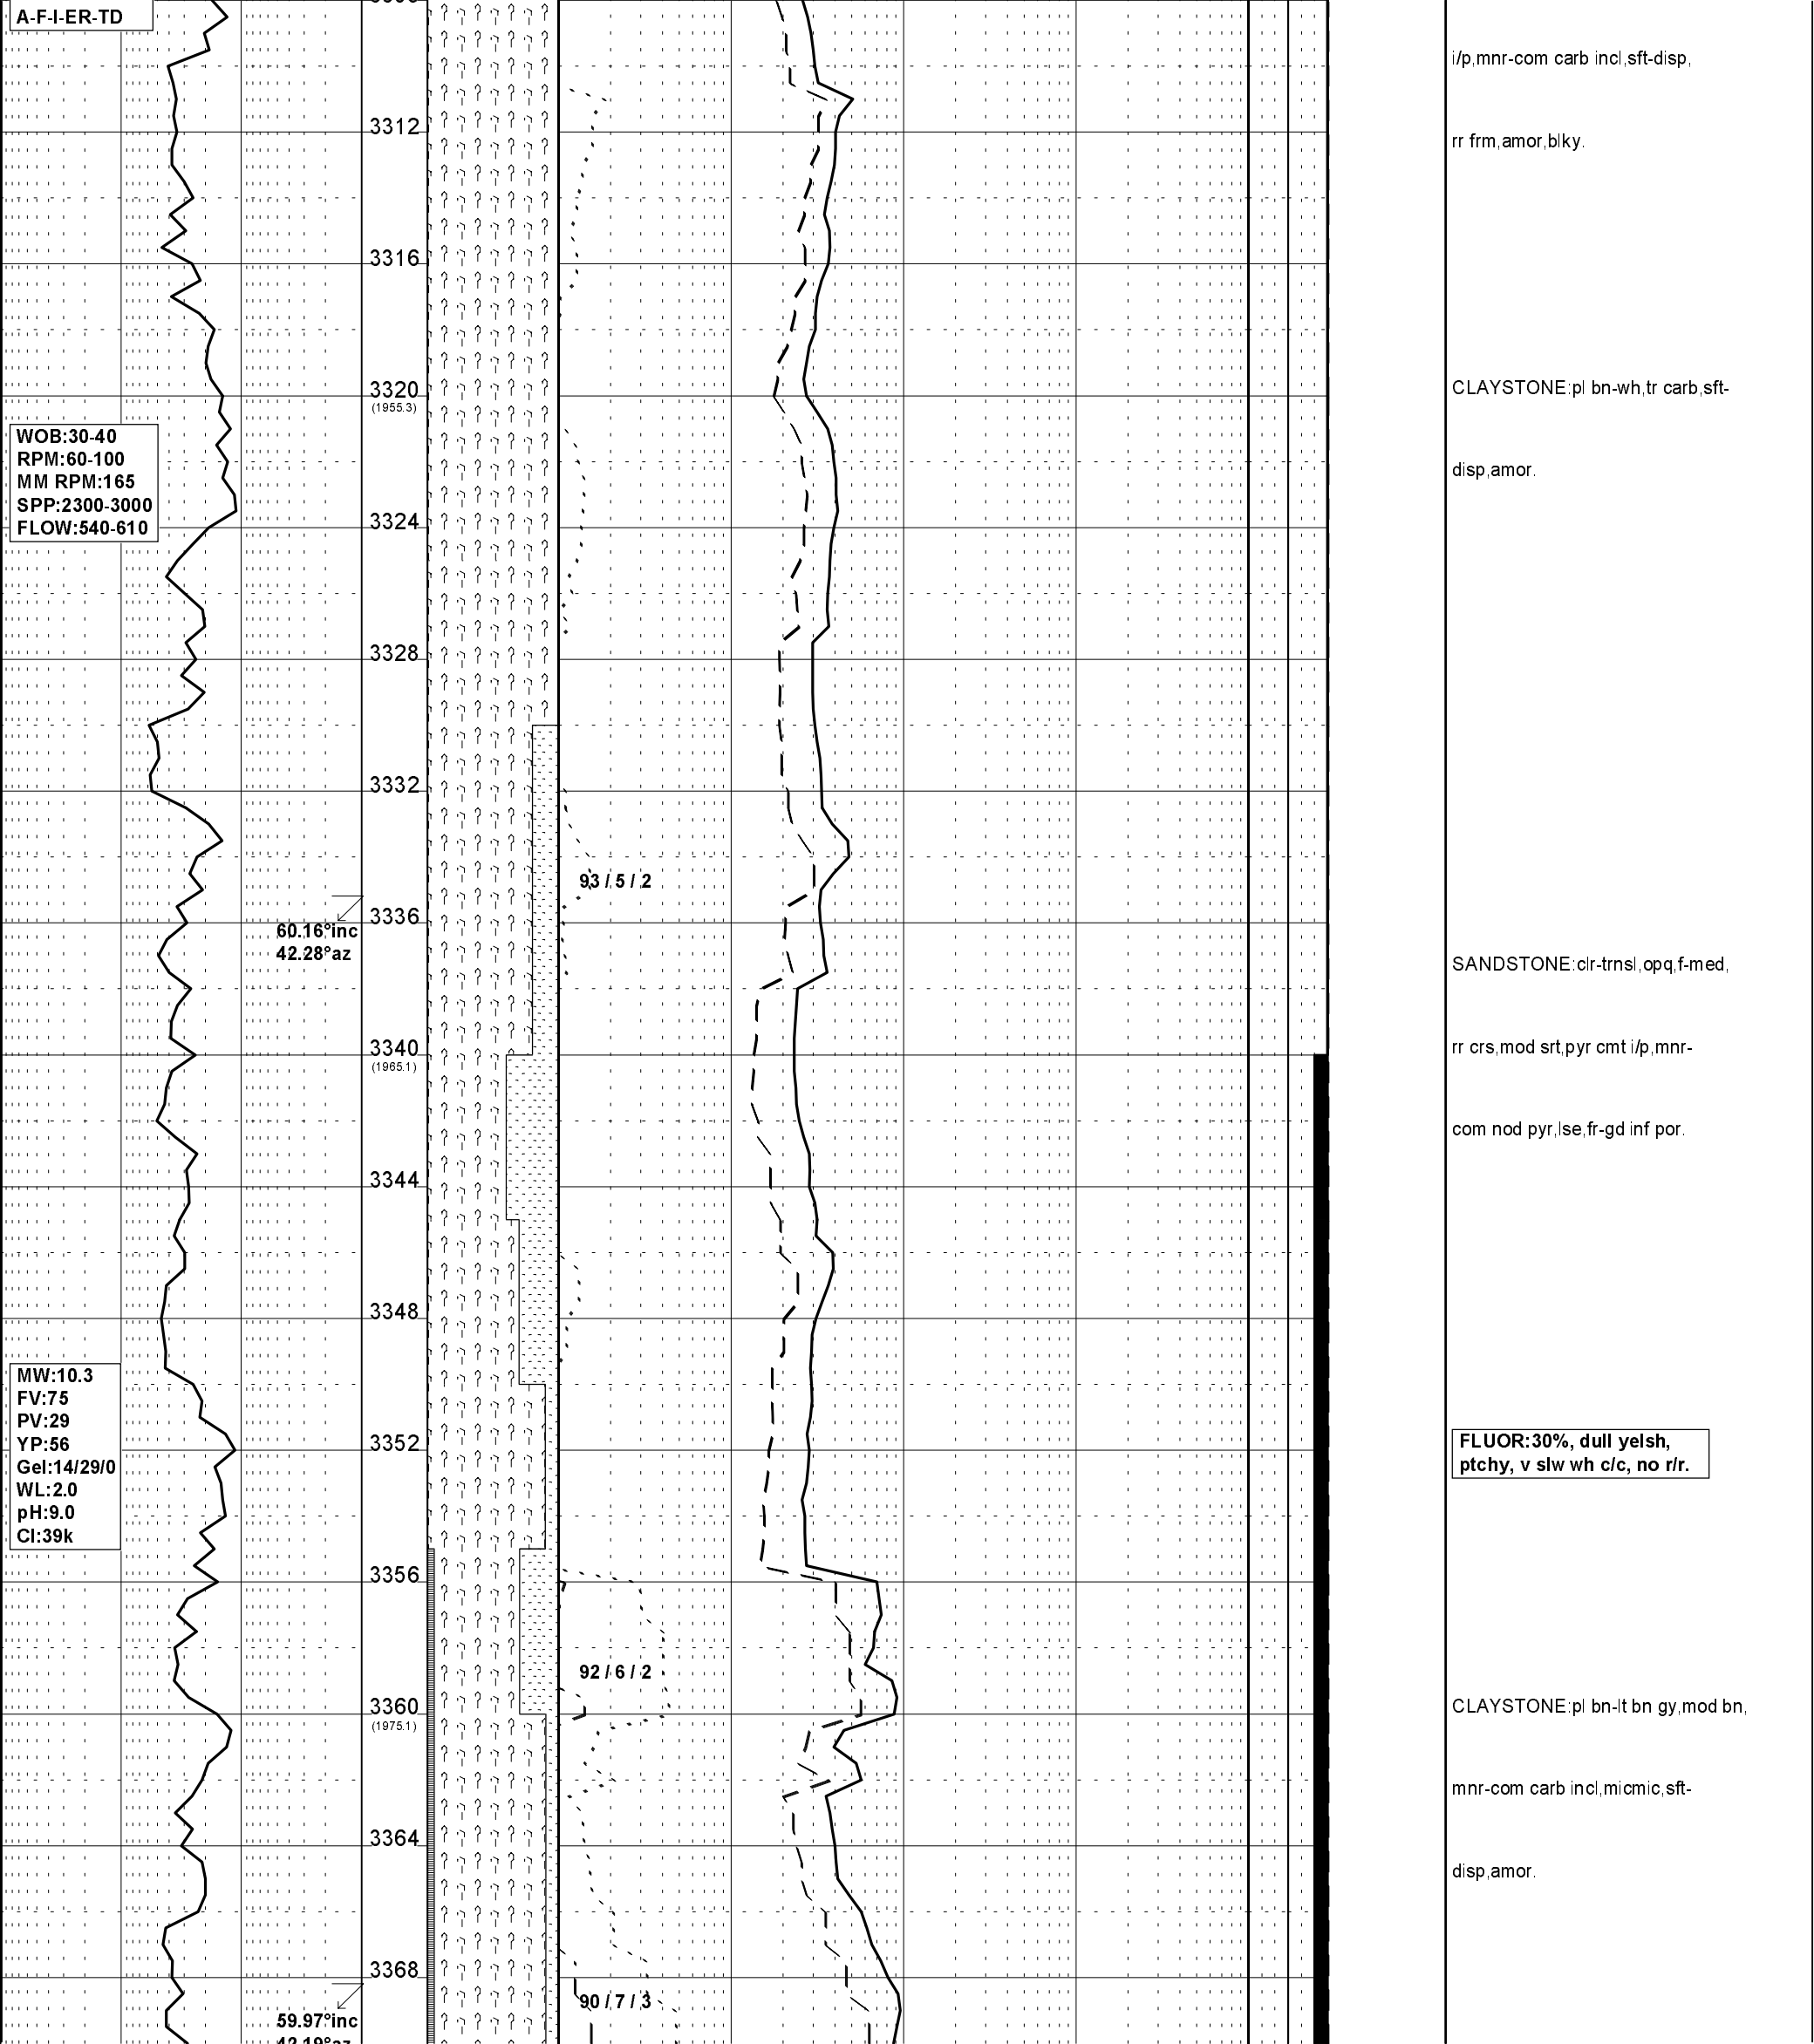 A-F-I-ER-TD
i/p,mnr-com carb incl,sft-disp,
3312
rr frm,amor,blky.
3316
3320
(1955.3)
CLAYSTONE:pl bn-wh,tr carb,sft-
WOB:30-40
RPM:60-100
MM RPM:165
SPP:2300-3000
FLOW:540-610
disp,amor.
3324
3328
3332
93 / 5 / 2
3336
60.16°inc
42.28°az
SANDSTONE:clr-trnsl,opq,f-med,
3340
(1965.1)
rr crs,mod srt,pyr cmt i/p,mnr-
com nod pyr,lse,fr-gd inf por.
3344
3348
MW:10.3
FV:75
PV:29
YP:56
Gel:14/29/0
WL:2.0
pH:9.0
Cl:39k
3352
FLUOR:30%, dull yelsh,
ptchy, v slw wh c/c, no r/r.
3356
92 / 6 / 2
3360
(1975.1)
CLAYSTONE:pl bn-lt bn gy,mod bn,
mnr-com carb incl,micmic,sft-
3364
disp,amor.
3368
90 / 7 / 3
59.97°inc
42.19°az